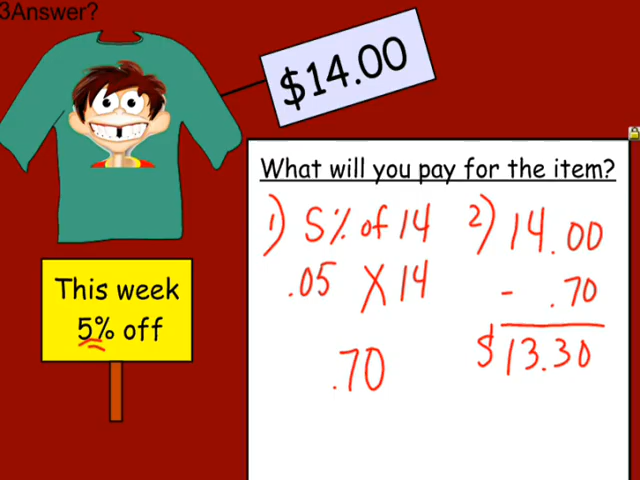 3Answer?
$14.00
This week
5% off
What will you pay for the item?
1) 5% of 14
.05 X 14
.70
2) 14.00
- .70
$13.30